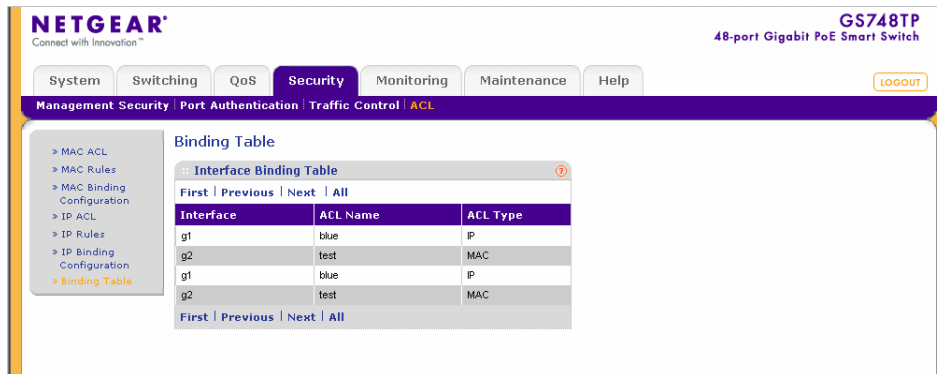 NETGEAR®
Connect with Innovation™
GS748TP
48-port Gigabit PoE Smart Switch
System Switching QoS Security Monitoring Maintenance Help LOGOUT
Management Security | Port Authentication | Traffic Control | ACL
» MAC ACL
» MAC Rules
» MAC Binding
Configuration
» IP ACL
» IP Rules
» IP Binding
Configuration
» Binding Table
Binding Table
:: Interface Binding Table ?
First | Previous | Next | All
Interface ACL Name ACL Type
g1 blue IP
g2 test MAC
g1 blue IP
g2 test MAC
First | Previous | Next | All